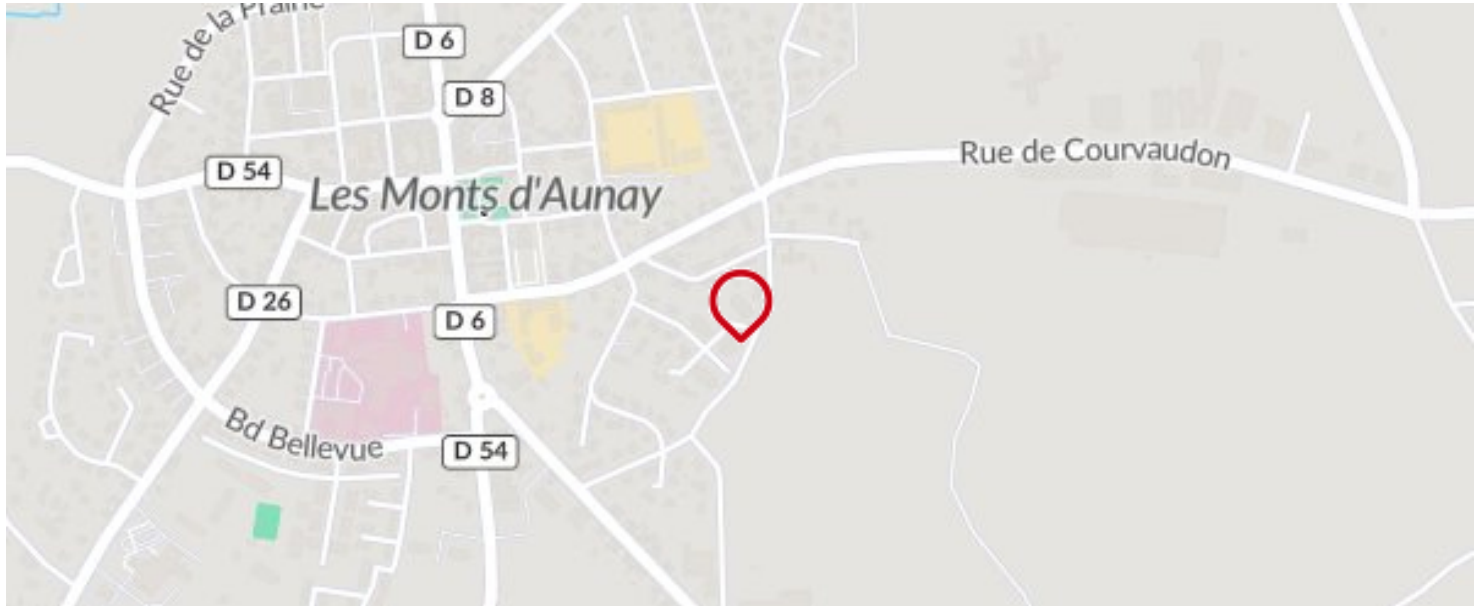 Rue de la Prairie
D 6
D 8
Rue de Courvaudon
D 54
Les Monts d'Aunay
D 26
D 6
Bd Bellevue
D 54